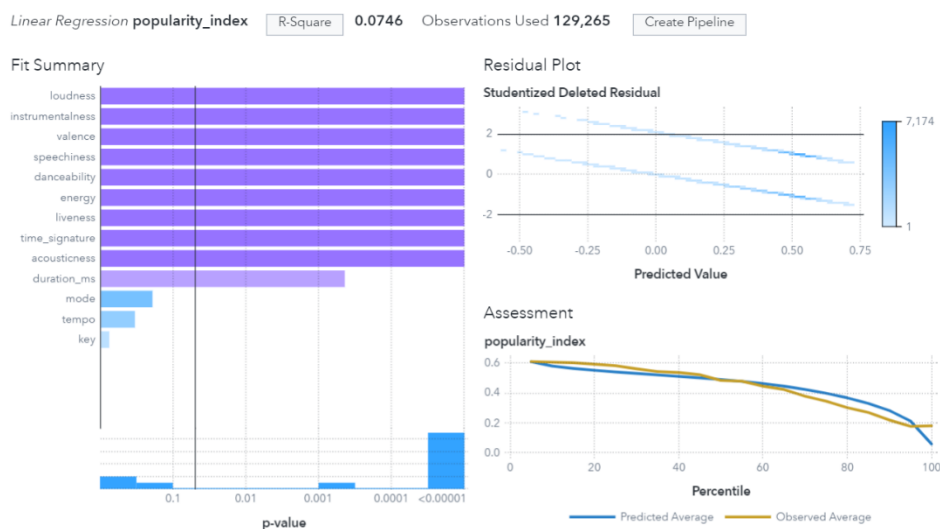 Linear Regression popularity_index R-Square 0.0746 Observations Used 129,265 Create Pipeline
Fit Summary
loudness
instrumentalness
valence
speechiness
danceability
energy
liveness
time_signature
acousticness
duration_ms
mode
tempo
key
0.1 0.01 0.001 0.0001 <0.00001
p-value
Residual Plot
Studentized Deleted Residual
2
0
-2
7,174
1
-0.50 -0.25 0.00 0.25 0.50 0.75
Predicted Value
Assessment
popularity_index
0.6
0.4
0.2
0.0
0 20 40 60 80 100
Percentile
Predicted Average Observed Average